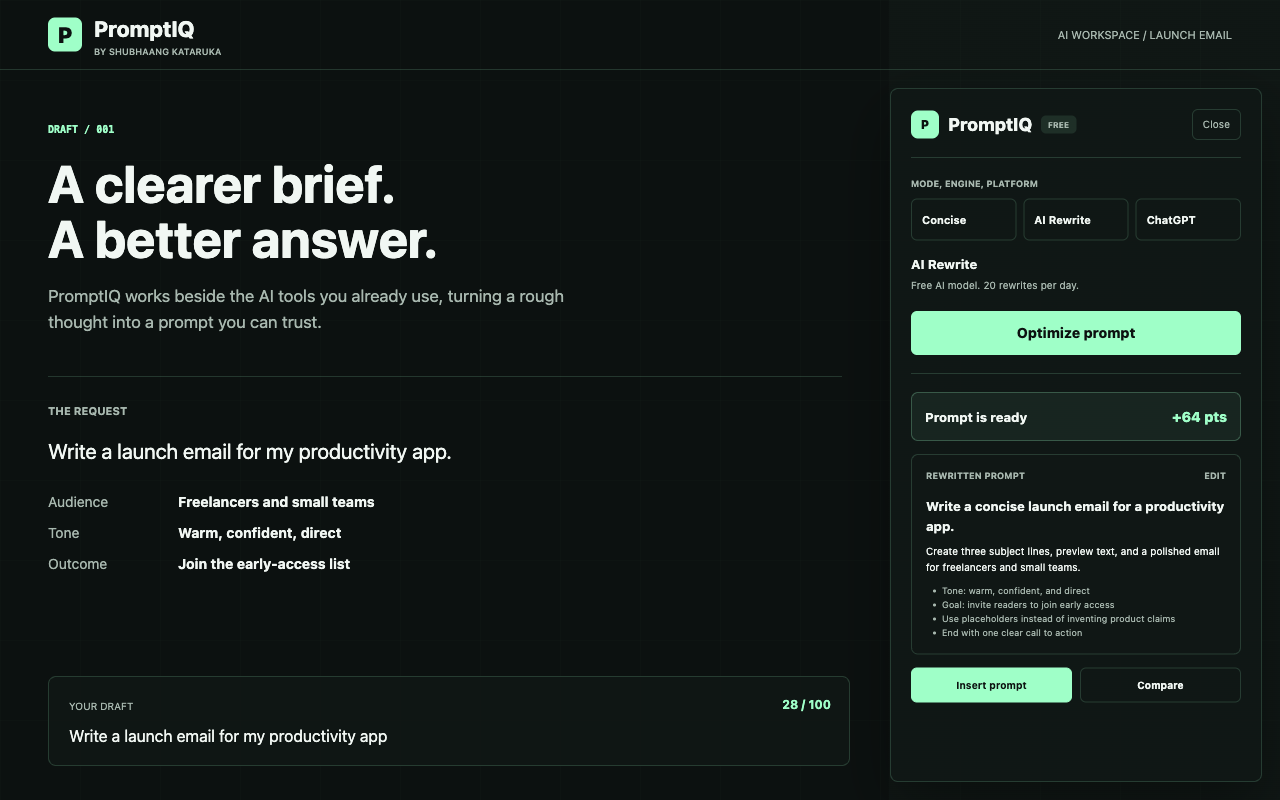 P PromptIQ
BY SHUBHAANG KATARUKA
AI WORKSPACE / LAUNCH EMAIL
DRAFT / 001
A clearer brief.
A better answer.
PromptIQ works beside the AI tools you already use, turning a rough
thought into a prompt you can trust.
THE REQUEST
Write a launch email for my productivity app.
Audience Freelancers and small teams
Tone Warm, confident, direct
Outcome Join the early-access list
YOUR DRAFT 28 / 100
Write a launch email for my productivity app
P PromptIQ FREE Close
MODE, ENGINE, PLATFORM
Concise AI Rewrite ChatGPT
AI Rewrite
Free AI model. 20 rewrites per day.
Optimize prompt
Prompt is ready +64 pts
REWRITTEN PROMPT EDIT
Write a concise launch email for a productivity
app.
Create three subject lines, preview text, and a polished email
for freelancers and small teams.
• Tone: warm, confident, and direct
• Goal: invite readers to join early access
• Use placeholders instead of inventing product claims
• End with one clear call to action
Insert prompt Compare